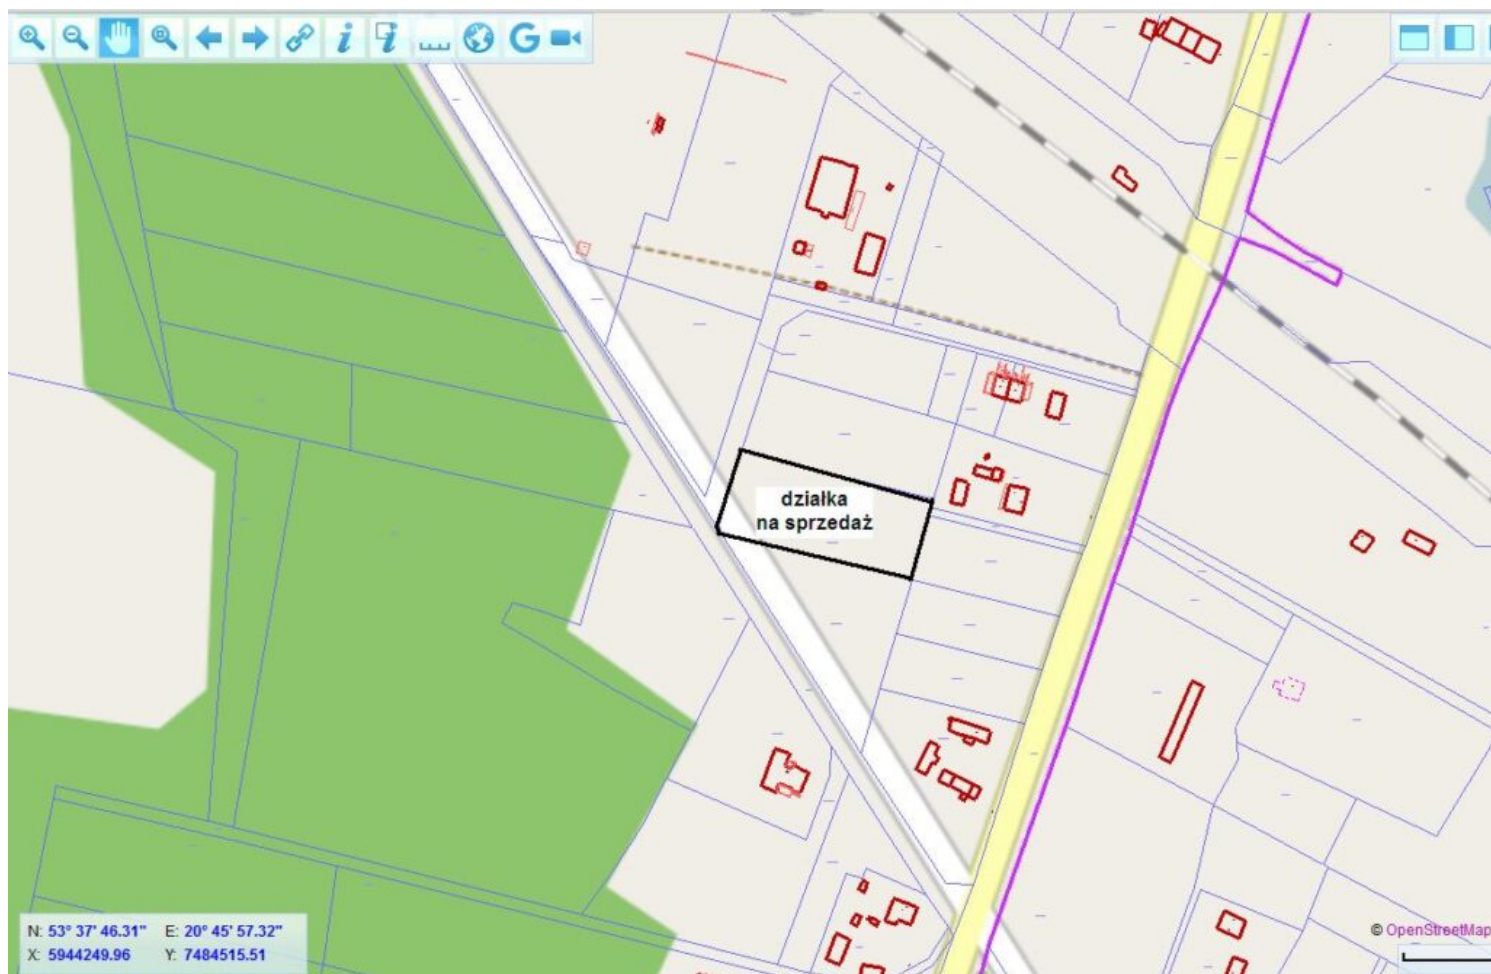 działka
na sprzedaż
N: 53° 37' 46.31" E: 20° 45' 57.32"
X: 5944249.96 Y: 7484515.51
© OpenStreetMap